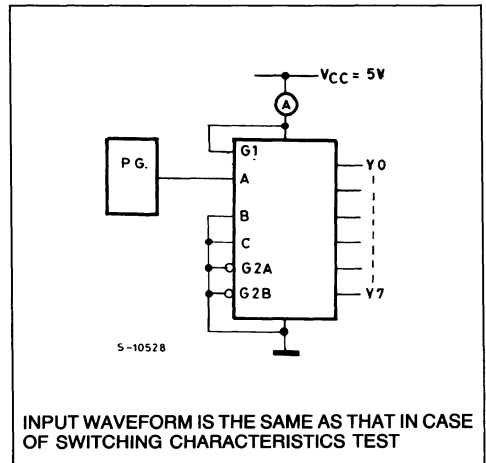 VCC = 5V
A
G1
P.G.
A
Y0
B
C
G2A
G2B
Y7
S-10528
INPUT WAVEFORM IS THE SAME AS THAT IN CASE
OF SWITCHING CHARACTERISTICS TEST